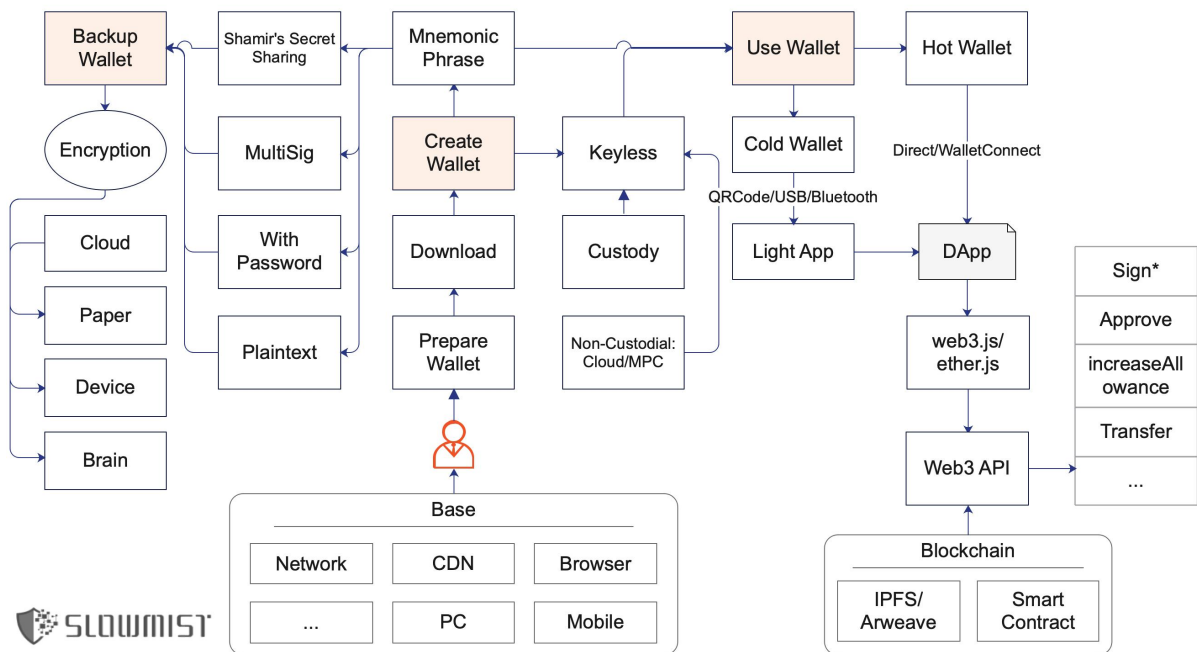 Backup
Wallet
Shamir's Secret
Sharing
Mnemonic
Phrase
Use Wallet
Hot Wallet
Encryption
MultiSig
Create
Wallet
Keyless
Cold Wallet
Direct/WalletConnect
QRCode/USB/Bluetooth
Cloud
With
Password
Download
Custody
Light App
DApp
Sign*
Paper
Plaintext
Prepare
Wallet
Non-Custodial:
Cloud/MPC
web3.js/
ether.js
Approve
increaseAll
owance
Device
Transfer
Brain
Web3 API
...
Base
Network
CDN
Browser
...
PC
Mobile
Blockchain
IPFS/
Arweave
Smart
Contract
SLOWMIST